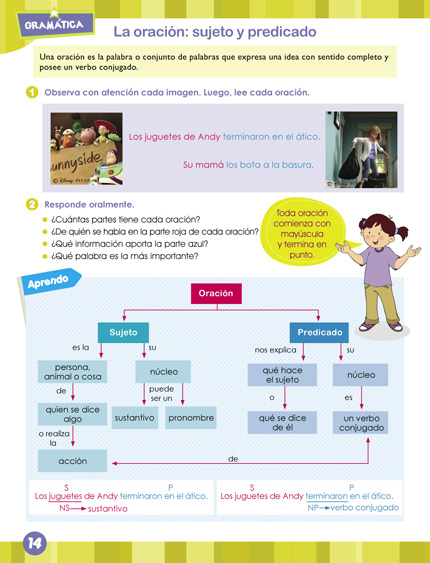 GRAMÁTICA
La oración: sujeto y predicado
Una oración es la palabra o conjunto de palabras que expresa una idea con sentido completo y
posee un verbo conjugado.
1 Observa con atención cada imagen. Luego, lee cada oración.
Sunnyside
© Disney PIXAR
Los juguetes de Andy terminaron en el ático.
Su mamá los bota a la basura.
© Disney PIXAR
2 Responde oralmente.
¿Cuántas partes tiene cada oración?
¿De quién se habla en la parte roja de cada oración?
¿Qué información aporta la parte azul?
¿Qué palabra es la más importante?
Toda oración
comienza con
mayúscula
y termina en
punto.
Aprendo
Oración
Sujeto
Predicado
es la
su
nos explica
su
persona,
animal o cosa
núcleo
qué hace
el sujeto
núcleo
de
puede
ser un
o
es
quien se dice
algo
sustantivo
pronombre
qué se dice
de él
un verbo
conjugado
o realiza
la
acción
de
S P
Los juguetes de Andy terminaron en el ático.
NS sustantivo
S P
Los juguetes de Andy terminaron en el ático.
NP verbo conjugado
14